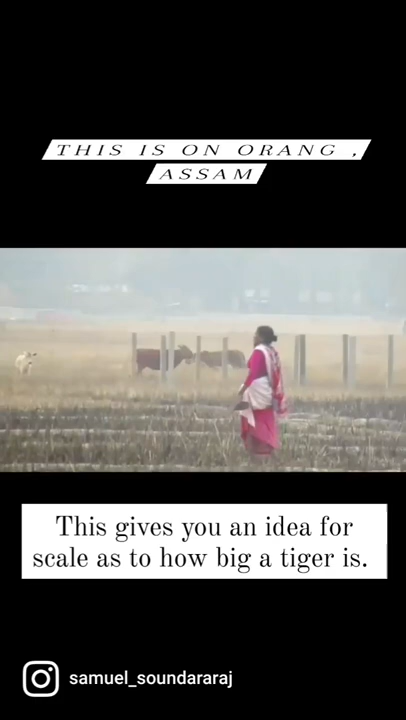 THIS IS ON ORANG ,
ASSAM
This gives you an idea for
scale as to how big a tiger is.
samuel_soundararaj